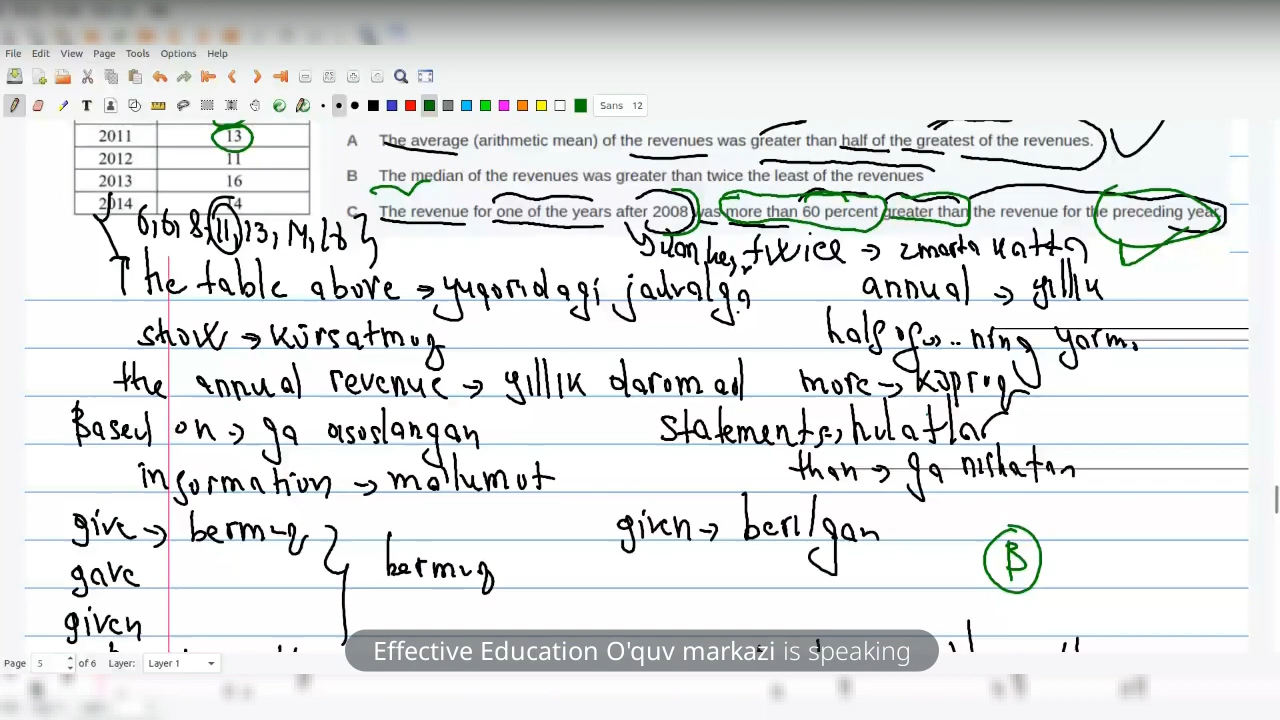 File Edit View Page Tools Options Help
Sans 12
2011 13
2012 11
2013 16
2014 14
A The average (arithmetic mean) of the revenues was greater than half of the greatest of the revenues.
B The median of the revenues was greater than twice the least of the revenues
C The revenue for one of the years after 2008 was more than 60 percent greater than the revenue for the preceding year
6, 6, 8, 11, 13, 14, 16
twice → 2 marta katta
The table above → yuqoridagi jadvalga
annual → yillik
show → kursatmoq
half of → ning yarmi
the annual revenue → yillik daromad
more → koproq
Based on → ga asoslangan
statements → hulatlar
information → malumot
than → ga nisbatan
give → bermoq
given → berilgan
gave
bermoq
B
given
Effective Education O'quv markazi is speaking
Page 5 of 6 Layer: Layer 1